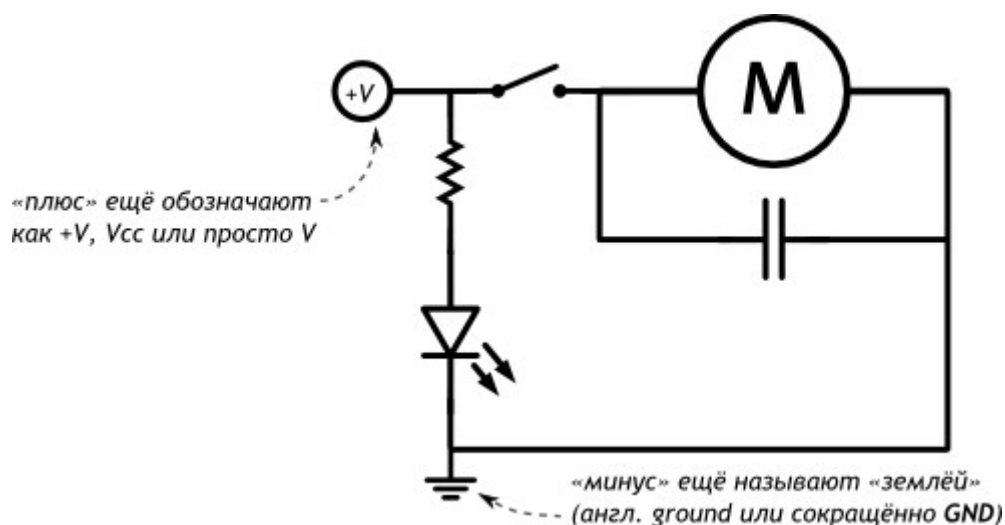 +V
M
«плюс» ещё обозначают
как +V, Vcc или просто V
«минус» ещё называют «землёй»
(англ. ground или сокращённо GND)